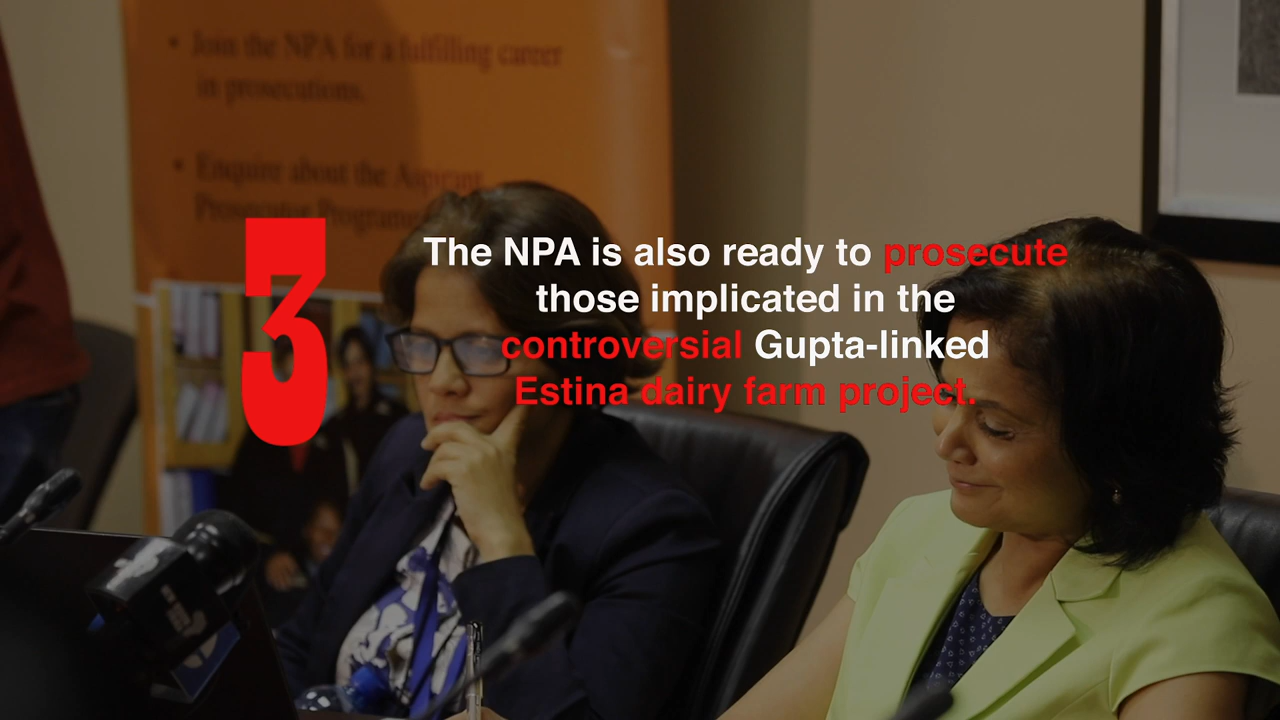 • Join the NPA for a fulfilling career
in prosecutions.
• Enquire about the Aspirant
Prosecutor Programe
3
The NPA is also ready to prosecute
those implicated in the
controversial Gupta-linked
Estina dairy farm project.